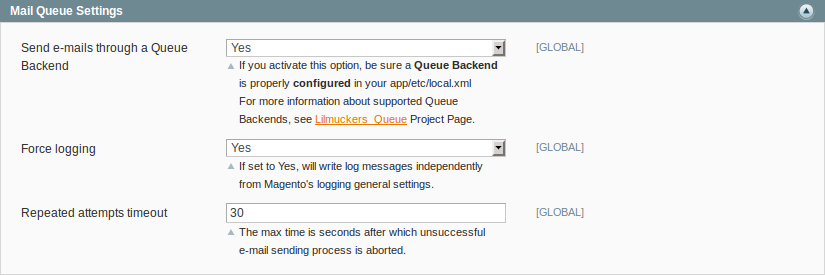 Mail Queue Settings
Send e-mails through a Queue Backend
Yes
[GLOBAL]
If you activate this option, be sure a Queue Backend
is properly configured in your app/etc/local.xml
For more information about supported Queue
Backends, see Lilmuckers_Queue Project Page.
Force logging
Yes
[GLOBAL]
If set to Yes, will write log messages independently
from Magento's logging general settings.
Repeated attempts timeout
30
[GLOBAL]
The max time is seconds after which unsuccessful
e-mail sending process is aborted.